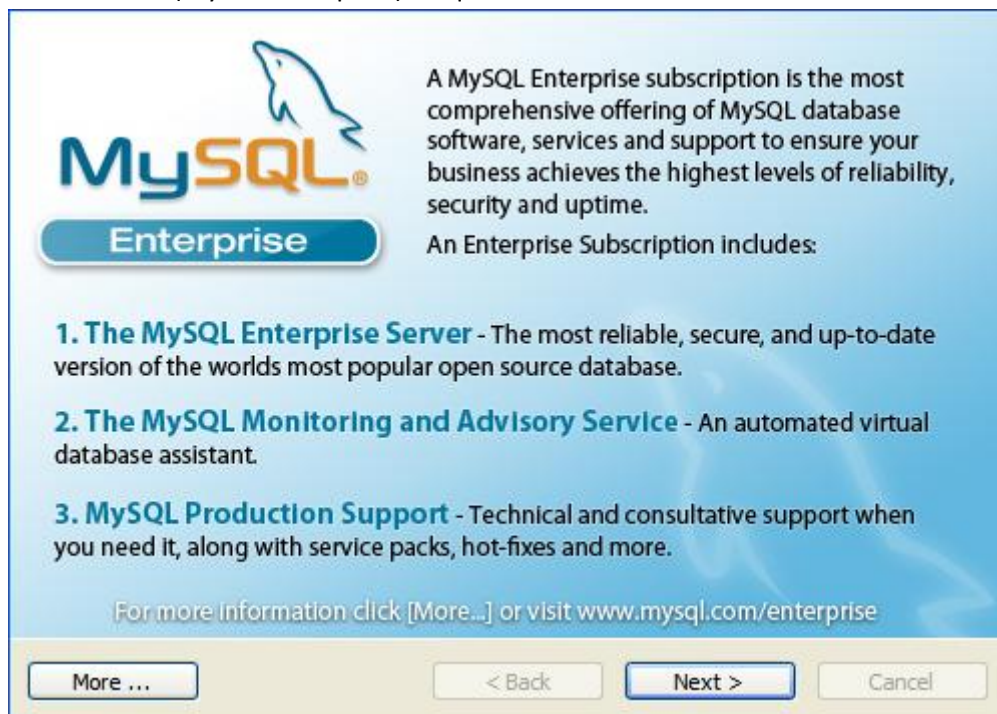 MySQL®
Enterprise
A MySQL Enterprise subscription is the most
comprehensive offering of MySQL database
software, services and support to ensure your
business achieves the highest levels of reliability,
security and uptime.
An Enterprise Subscription includes:
1. The MySQL Enterprise Server - The most reliable, secure, and up-to-date
version of the worlds most popular open source database.
2. The MySQL Monitoring and Advisory Service - An automated virtual
database assistant.
3. MySQL Production Support - Technical and consultative support when
you need it, along with service packs, hot-fixes and more.
For more information click [More...] or visit www.mysql.com/enterprise
More ...
< Back
Next >
Cancel